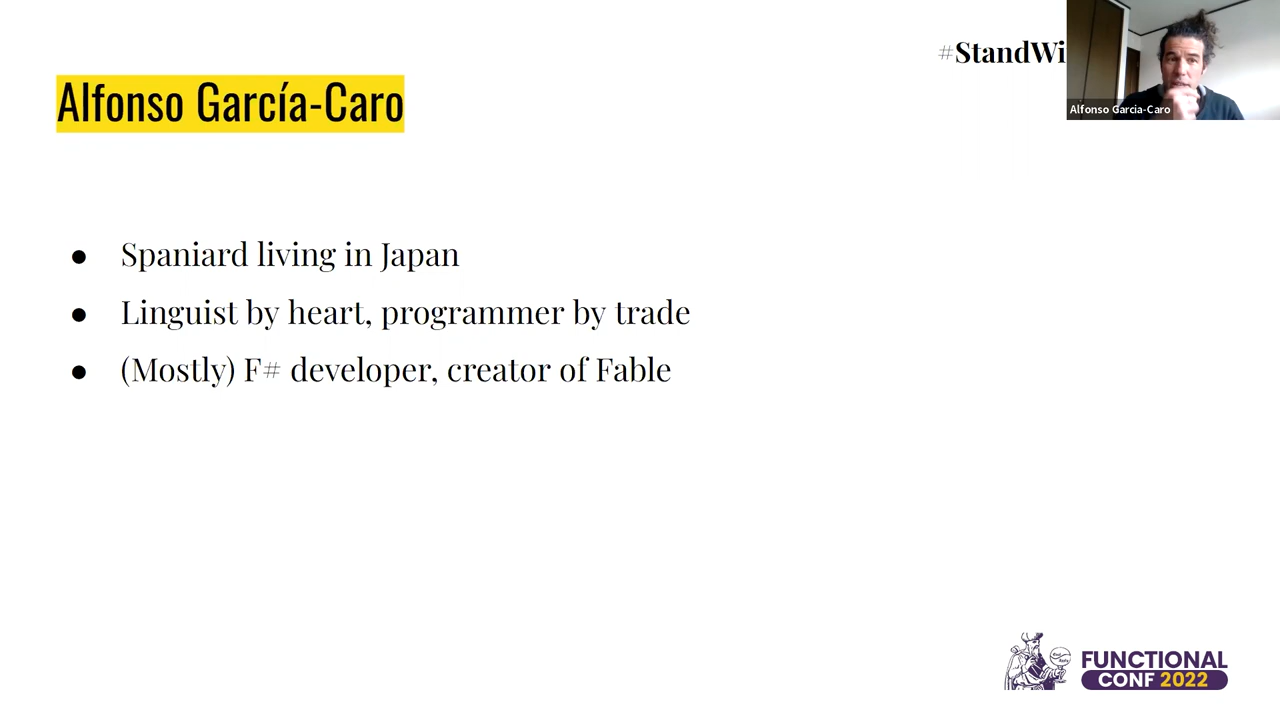 #StandWi
Alfonso García-Caro
Alfonso Garcia-Caro
● Spaniard living in Japan
● Linguist by heart, programmer by trade
● (Mostly) F# developer, creator of Fable
FUNCTIONAL
CONF 2022